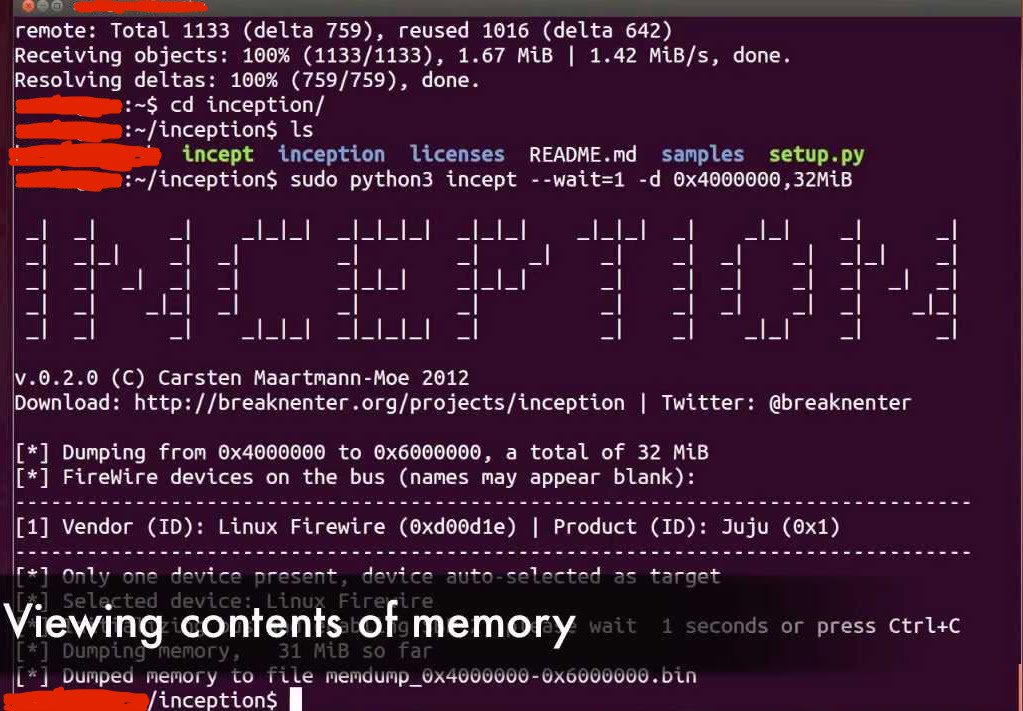 remote: Total 1133 (delta 759), reused 1016 (delta 642)
Receiving objects: 100% (1133/1133), 1.67 MiB | 1.42 MiB/s, done.
Resolving deltas: 100% (759/759), done.
:~$ cd inception/
:~/inception$ ls
incept inception licenses README.md samples setup.py
:~/inception$ sudo python3 incept --wait=1 -d 0x4000000,32MiB
INCEPTION
v.0.2.0 (C) Carsten Maartmann-Moe 2012
Download: http://breaknenter.org/projects/inception | Twitter: @breaknenter
[*] Dumping from 0x4000000 to 0x6000000, a total of 32 MiB
[*] FireWire devices on the bus (names may appear blank):
[1] Vendor (ID): Linux Firewire (0xd00d1e) | Product (ID): Juju (0x1)
[*] Only one device present, device auto-selected as target
[*] Selected device: Linux Firewire
Viewing contents of memory
wait 1 seconds or press Ctrl+C
[*] Dumping memory, 31 MiB so far
[*] Dumped memory to file memdump_0x4000000-0x6000000.bin
/inception$